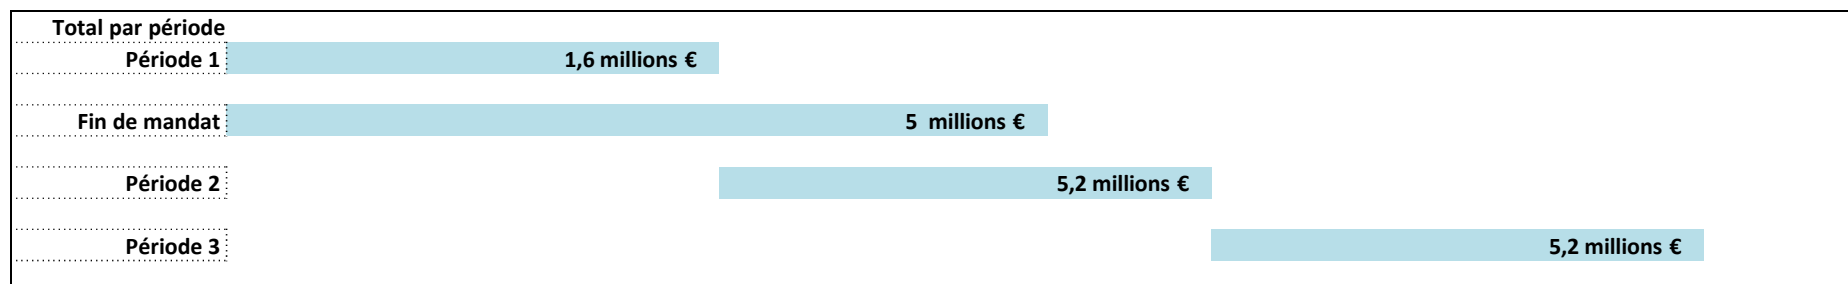 Total par période
Période 1 1,6 millions €
Fin de mandat 5 millions €
Période 2 5,2 millions €
Période 3 5,2 millions €